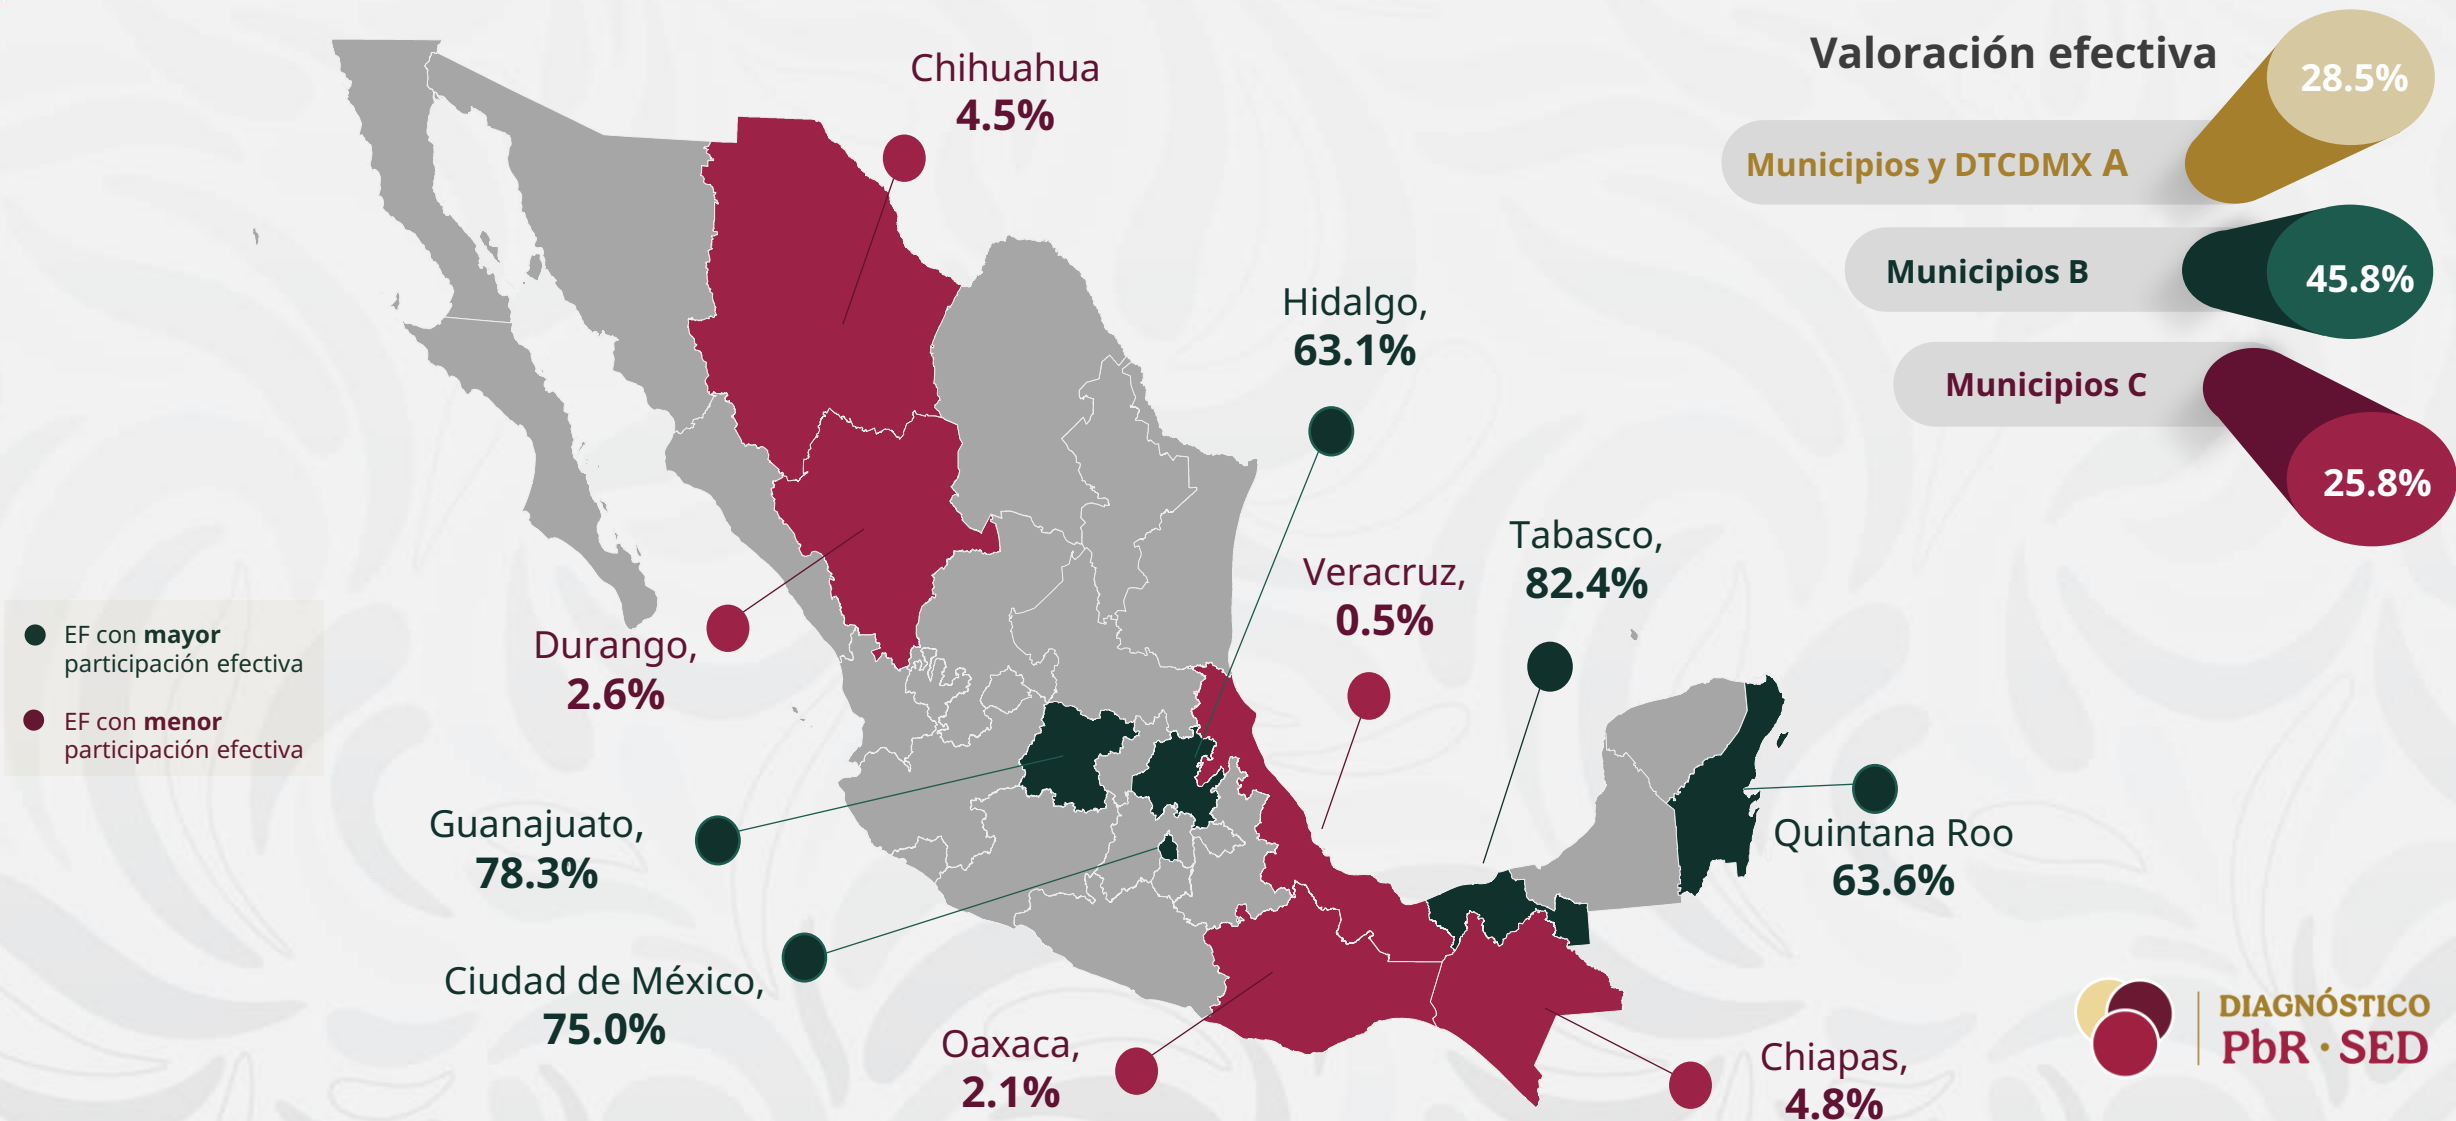 Chihuahua
4.5%
Valoración efectiva
28.5%
Municipios y DTCDMX A
Municipios B
45.8%
Municipios C
25.8%
Hidalgo,
63.1%
Tabasco,
82.4%
Veracruz,
0.5%
EF con mayor
participación efectiva
EF con menor
participación efectiva
Durango,
2.6%
Guanajuato,
78.3%
Quintana Roo
63.6%
Ciudad de México,
75.0%
Oaxaca,
2.1%
Chiapas,
4.8%
DIAGNÓSTICO
PbR · SED